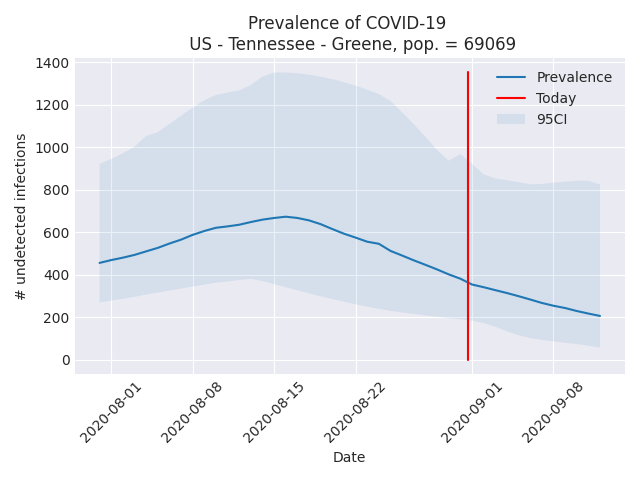 Prevalence of COVID-19
US - Tennessee - Greene, pop. = 69069
# undetected infections
1400
1200
1000
800
600
400
200
0
Prevalence
Today
95CI
2020-08-01
2020-08-08
2020-08-15
2020-08-22
2020-09-01
2020-09-08
Date